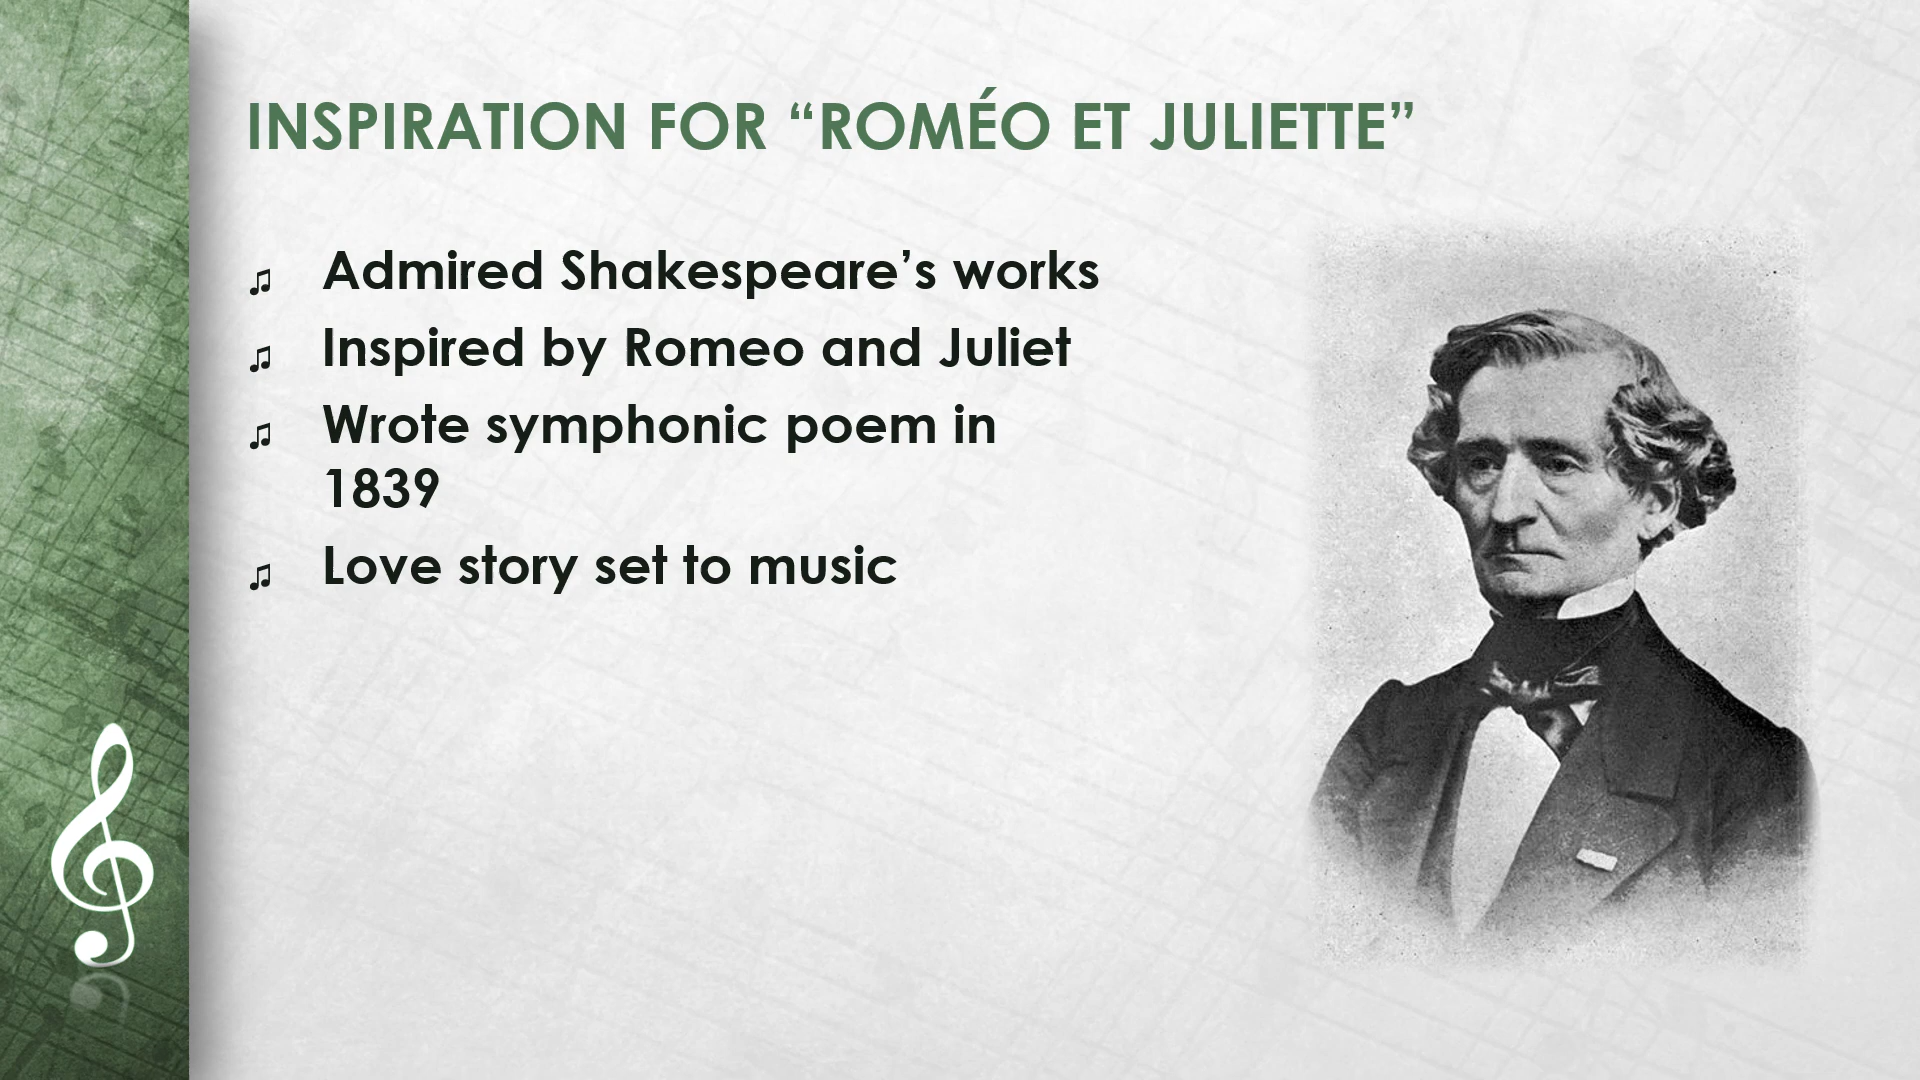 INSPIRATION FOR “ROMÉO ET JULIETTE”
♫ Admired Shakespeare’s works
♫ Inspired by Romeo and Juliet
♫ Wrote symphonic poem in
1839
♫ Love story set to music